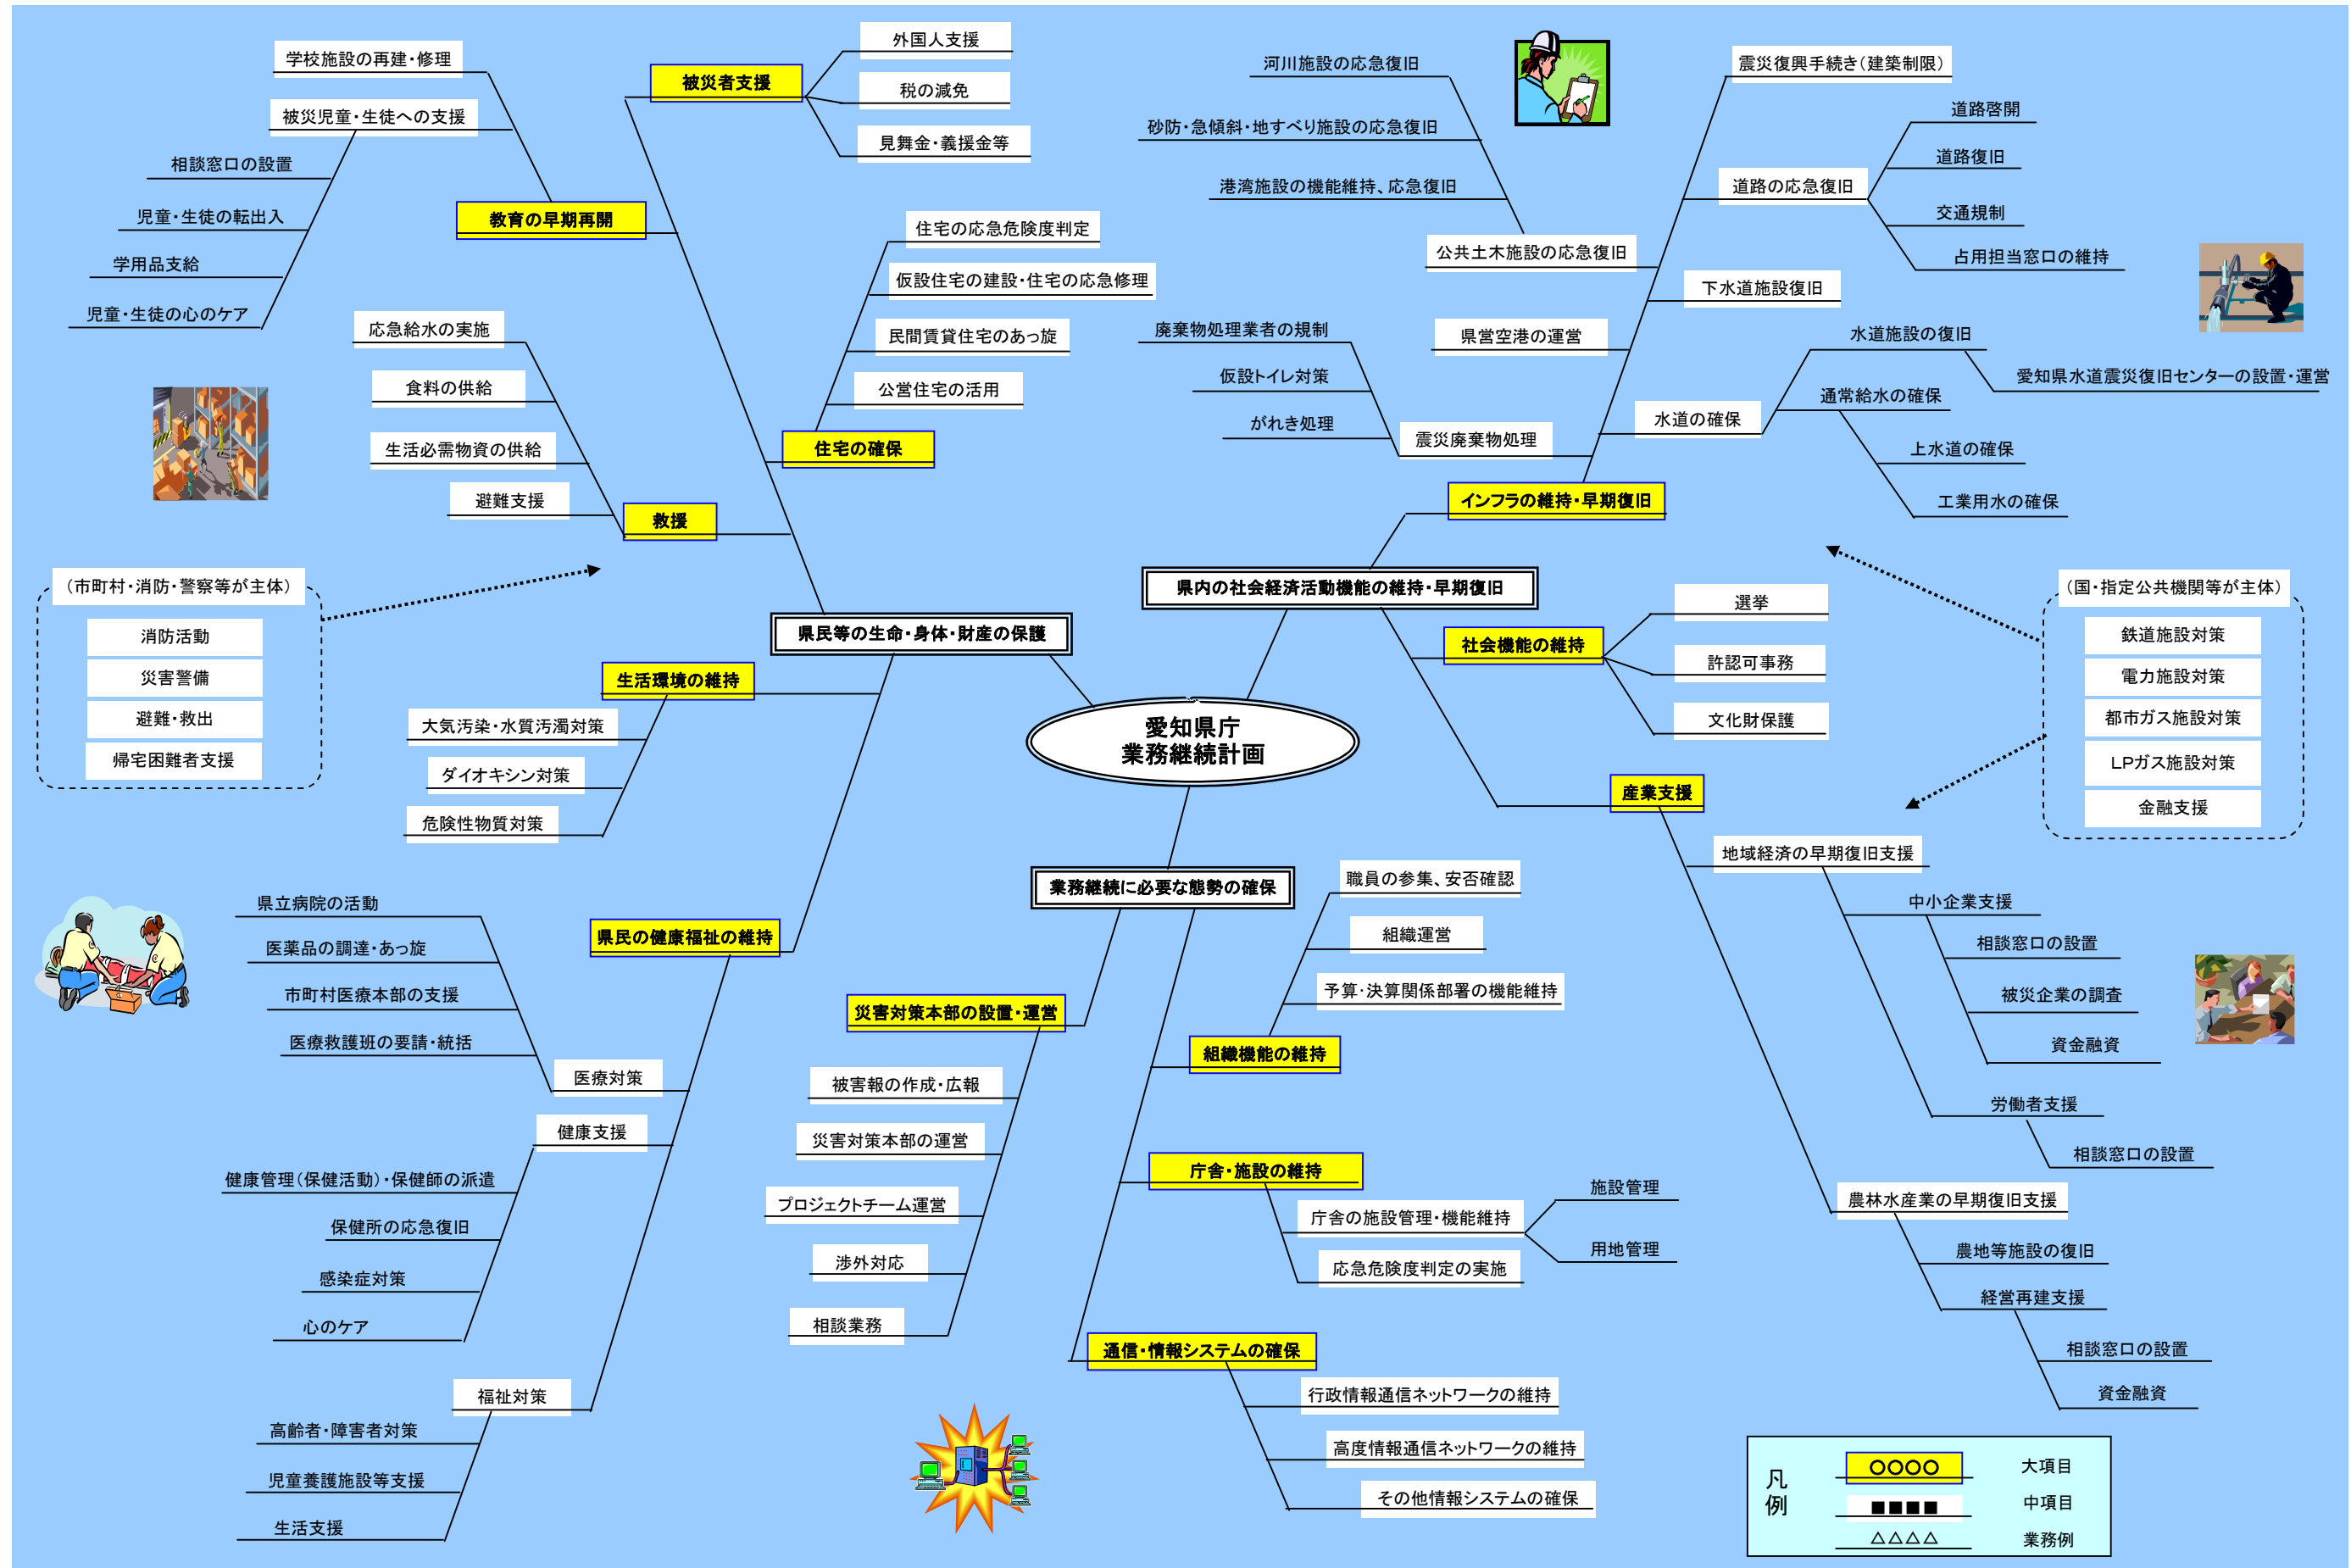 学校施設の再建・修理
被災児童・生徒への支援
相談窓口の設置
児童・生徒の転出入
学用品支給
児童・生徒の心のケア
教育の早期再開
被災者支援
外国人支援
税の減免
見舞金・義援金等
住宅の応急危険度判定
仮設住宅の建設・住宅の応急修理
民間賃貸住宅のあっ旋
公営住宅の活用
住宅の確保
応急給水の実施
食料の供給
生活必需物資の供給
避難支援
救援
(市町村・消防・警察等が主体)
消防活動
災害警備
避難・救出
帰宅困難者支援
県民等の生命・身体・財産の保護
生活環境の維持
大気汚染・水質汚濁対策
ダイオキシン対策
危険性物質対策
県民の健康福祉の維持
県立病院の活動
医薬品の調達・あっ旋
市町村医療本部の支援
医療救護班の要請・統括
医療対策
健康支援
健康管理(保健活動)・保健師の派遣
保健所の応急復旧
感染症対策
心のケア
福祉対策
高齢者・障害者対策
児童養護施設等支援
生活支援
愛知県庁
業務継続計画
県内の社会経済活動機能の維持・早期復旧
インフラの維持・早期復旧
河川施設の応急復旧
砂防・急傾斜・地すべり施設の応急復旧
港湾施設の機能維持、応急復旧
公共土木施設の応急復旧
県営空港の運営
廃棄物処理業者の規制
仮設トイレ対策
がれき処理
震災廃棄物処理
震災復興手続き(建築制限)
道路の応急復旧
道路啓開
道路復旧
交通規制
占用担当窓口の維持
下水道施設復旧
水道の確保
水道施設の復旧
愛知県水道震災復旧センターの設置・運営
通常給水の確保
上水道の確保
工業用水の確保
社会機能の維持
選挙
許認可事務
文化財保護
(国・指定公共機関等が主体)
鉄道施設対策
電力施設対策
都市ガス施設対策
LPガス施設対策
金融支援
産業支援
地域経済の早期復旧支援
中小企業支援
相談窓口の設置
被災企業の調査
資金融資
労働者支援
相談窓口の設置
農林水産業の早期復旧支援
農地等施設の復旧
経営再建支援
相談窓口の設置
資金融資
業務継続に必要な態勢の確保
災害対策本部の設置・運営
被害報の作成・広報
災害対策本部の運営
プロジェクトチーム運営
渉外対応
相談業務
職員の参集、安否確認
組織運営
予算・決算関係部署の機能維持
組織機能の維持
庁舎・施設の維持
庁舎の施設管理・機能維持
施設管理
用地管理
応急危険度判定の実施
通信・情報システムの確保
行政情報通信ネットワークの維持
高度情報通信ネットワークの維持
その他情報システムの確保
凡例
○○○○ 大項目
■■■■ 中項目
△△△△ 業務例